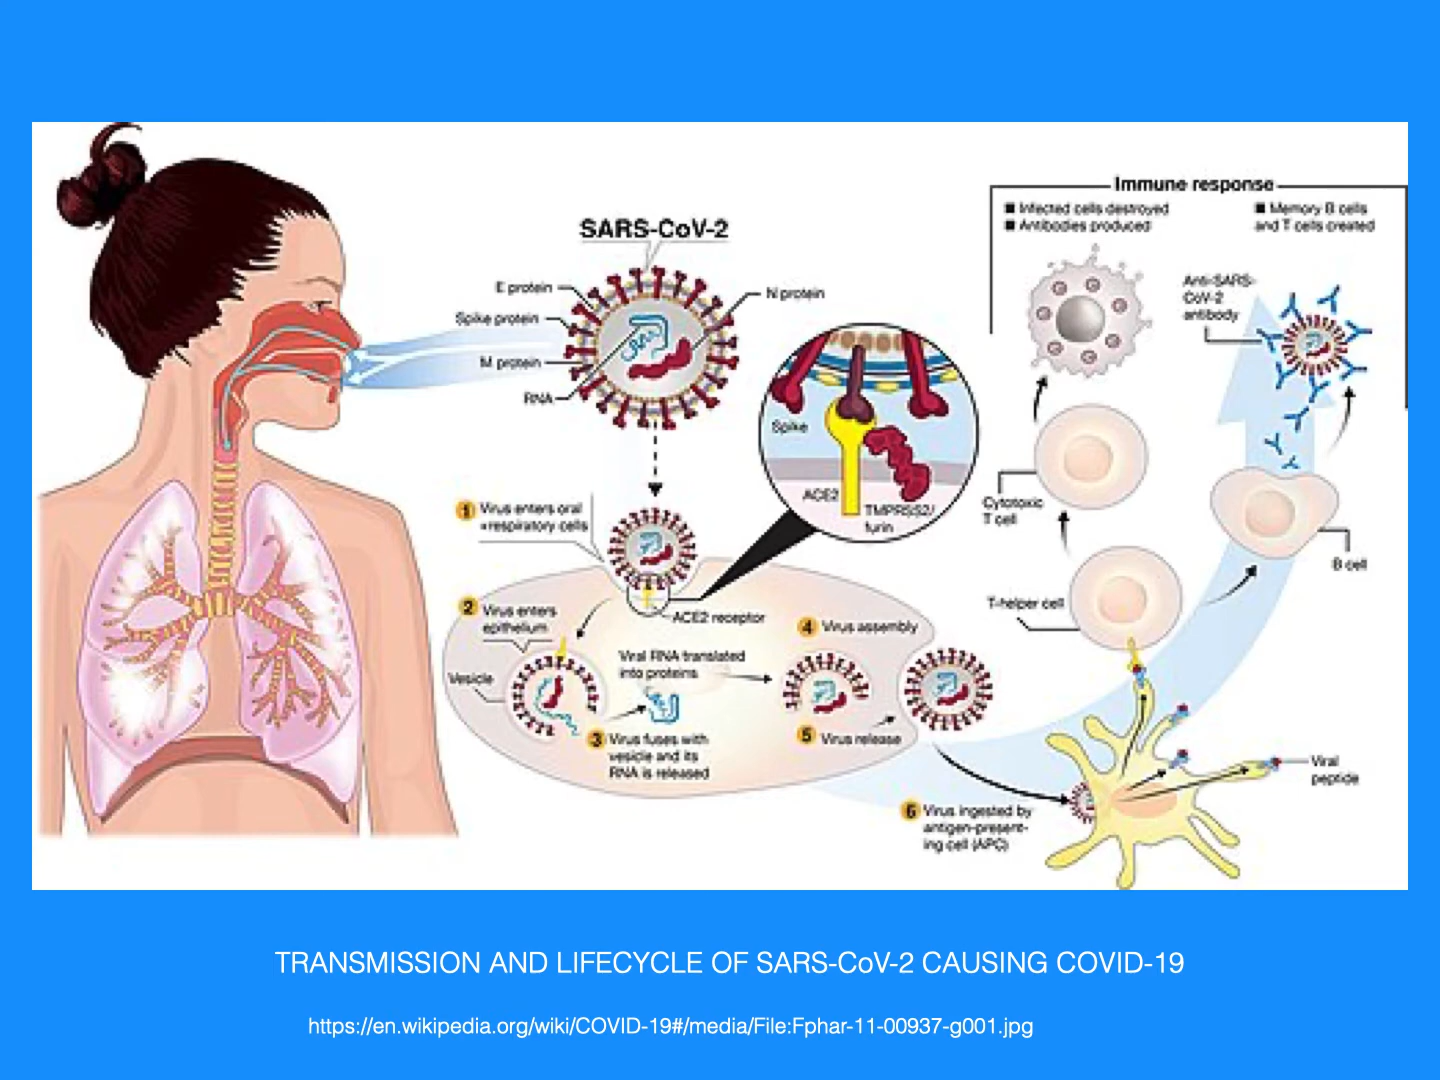 Immune response
■ Infected cells destroyed
■ Antibodies produced
■ Memory B cells
and T cells created
SARS-CoV-2
E protein
Spike protein
M protein
RNA
N protein
Anti-SARS-
CoV-2
antibody
Spike
ACE2
TMPRSS2/
furin
Cytotoxic
T cell
B cell
T-helper cell
1 Virus enters oral
+respiratory cells
2 Virus enters
epithelium
ACE2 receptor
Vesicle
Viral RNA translated
into proteins
3 Virus fuses with
vesicle and its
RNA is released
4 Virus assembly
5 Virus release
6 Virus ingested by
antigen-present-
ing cell (APC)
Viral
peptide
TRANSMISSION AND LIFECYCLE OF SARS-CoV-2 CAUSING COVID-19
https://en.wikipedia.org/wiki/COVID-19#/media/File:Fphar-11-00937-g001.jpg